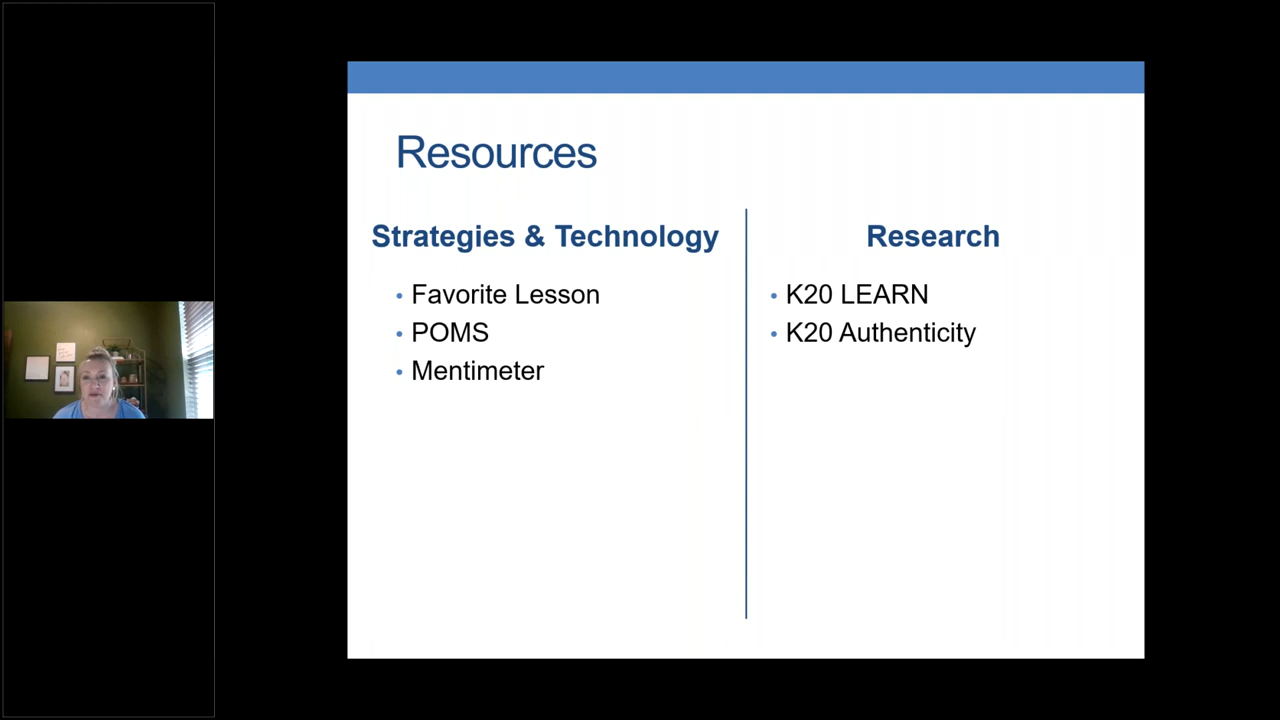 Resources
Strategies & Technology
Favorite Lesson
POMS
Mentimeter
Research
K20 LEARN
K20 Authenticity